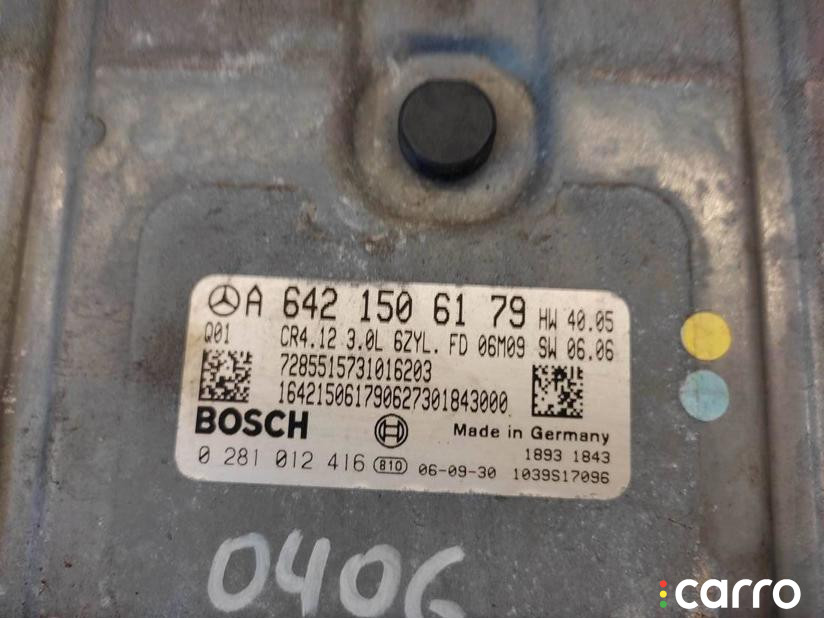 A 642 150 61 79 HW 40.05
Q01 CR4.12 3.0L 6ZYL. FD 06M09 SW 06.06
7285515731016203
164215061790627301843000
BOSCH
Made in Germany
1893 1843
0 281 012 416 810 06-09-30 1039S17096
0406
carro